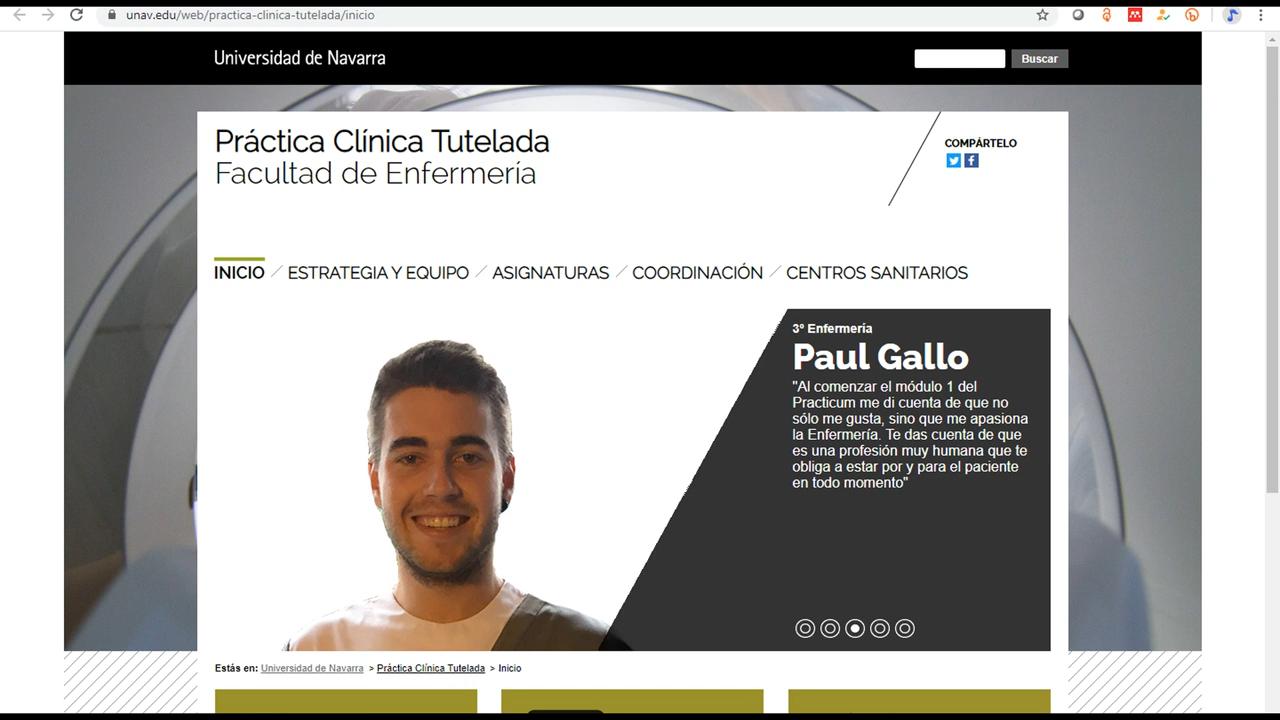 unav.edu/web/practica-clinica-tutelada/inicio
Universidad de Navarra
Buscar
Práctica Clínica Tutelada
Facultad de Enfermería
COMPÁRTELO
INICIO / ESTRATEGIA Y EQUIPO / ASIGNATURAS / COORDINACIÓN / CENTROS SANITARIOS
3º Enfermería
Paul Gallo
"Al comenzar el módulo 1 del
Practicum me di cuenta de que no
sólo me gusta, sino que me apasiona
la Enfermería. Te das cuenta de que
es una profesión muy humana que te
obliga a estar por y para el paciente
en todo momento"
Estás en: Universidad de Navarra > Práctica Clínica Tutelada > Inicio